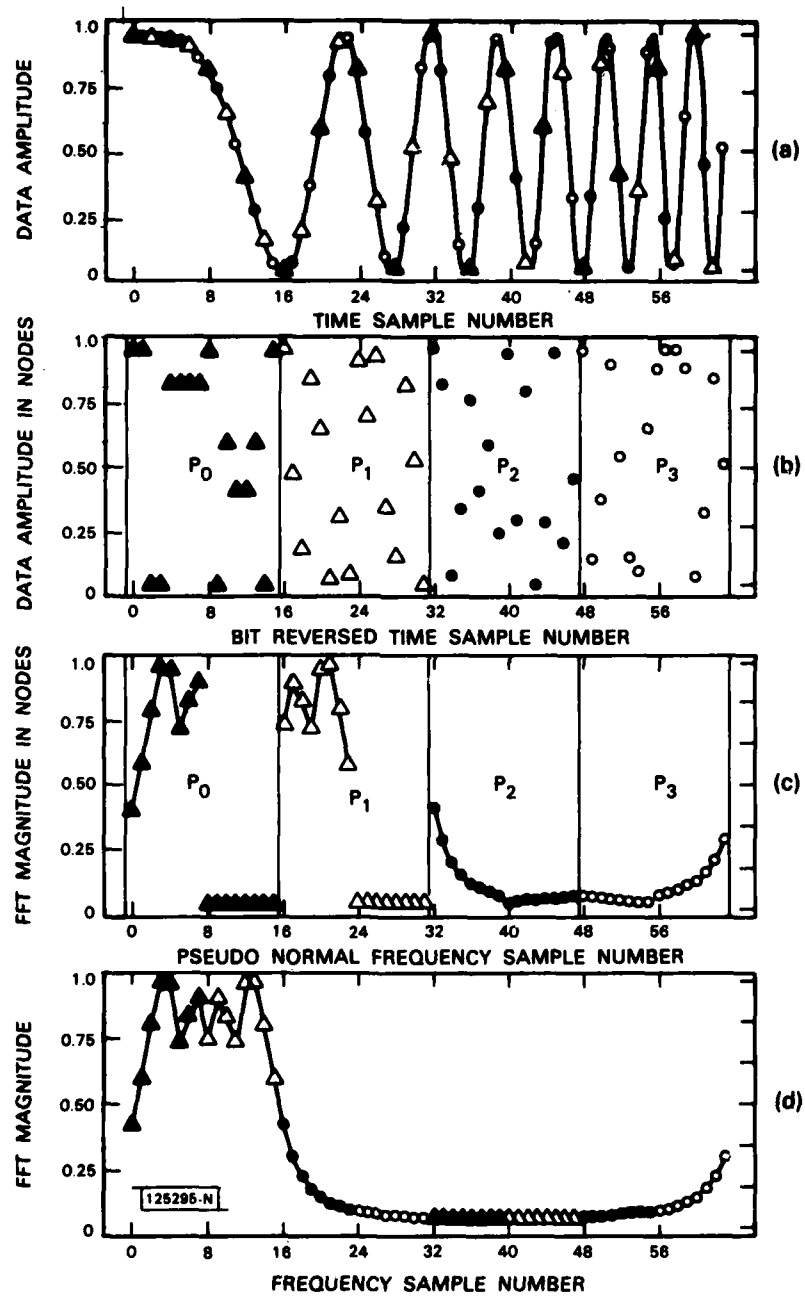 DATA AMPLITUDE
1.0
0.75
0.50
0.25
0
(a)
0 8 16 24 32 40 48 56
TIME SAMPLE NUMBER
DATA AMPLITUDE IN NODES
1.0
0.75
0.50
0.25
0
P0
P1
P2
P3
(b)
0 8 16 24 32 40 48 56
BIT REVERSED TIME SAMPLE NUMBER
FFT MAGNITUDE IN NODES
1.0
0.75
0.50
0.25
0
P0
P1
P2
P3
(c)
0 8 16 24 32 40 48 56
PSEUDO NORMAL FREQUENCY SAMPLE NUMBER
FFT MAGNITUDE
1.0
0.75
0.50
0.25
0
125295-N
(d)
0 8 16 24 32 40 48 56
FREQUENCY SAMPLE NUMBER